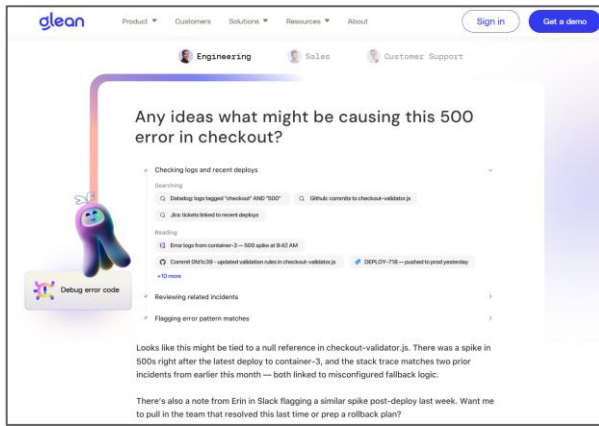 glean
Product ▾ Customers Solutions ▾ Resources ▾ About Sign in Get a demo
Engineering Sales Customer Support
Any ideas what might be causing this 500
error in checkout?
Checking logs and recent deploys
Searching
Datadog: logs tagged "checkout" AND "500" Github: commits to checkout-validator.js
Jira: tickets linked to recent deploys
Reading
Error logs from container-3 — 500 spike at 9:42 AM
Commit 0fd1c39 - updated validation rules in checkout-validator.js DEPLOY-718 — pushed to prod yesterday
+10 more
Debug error code
Reviewing related incidents
Flagging error pattern matches
Looks like this might be tied to a null reference in checkout-validator.js. There was a spike in
500s right after the latest deploy to container-3, and the stack trace matches two prior
incidents from earlier this month — both linked to misconfigured fallback logic.
There's also a note from Erin in Slack flagging a similar spike post-deploy last week. Want me
to pull in the team that resolved this last time or prep a rollback plan?